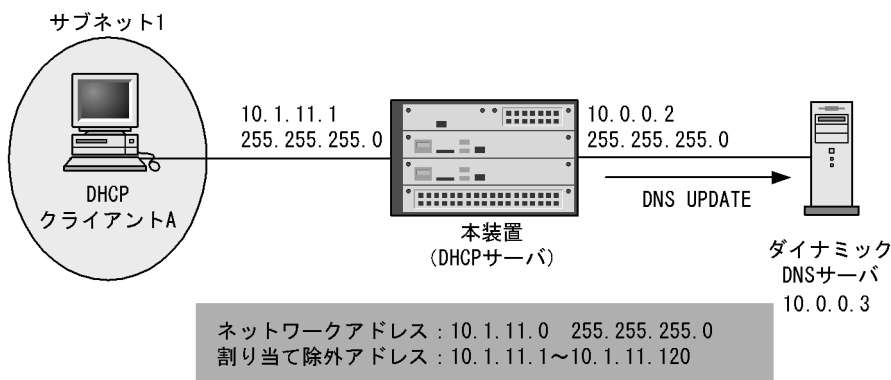 サブネット1
DHCP
クライアントA
10.1.11.1
255.255.255.0
本装置
(DHCPサーバ)
10.0.0.2
255.255.255.0
DNS UPDATE
ダイナミック
DNSサーバ
10.0.0.3
ネットワークアドレス:10.1.11.0 255.255.255.0
割り当て除外アドレス:10.1.11.1～10.1.11.120